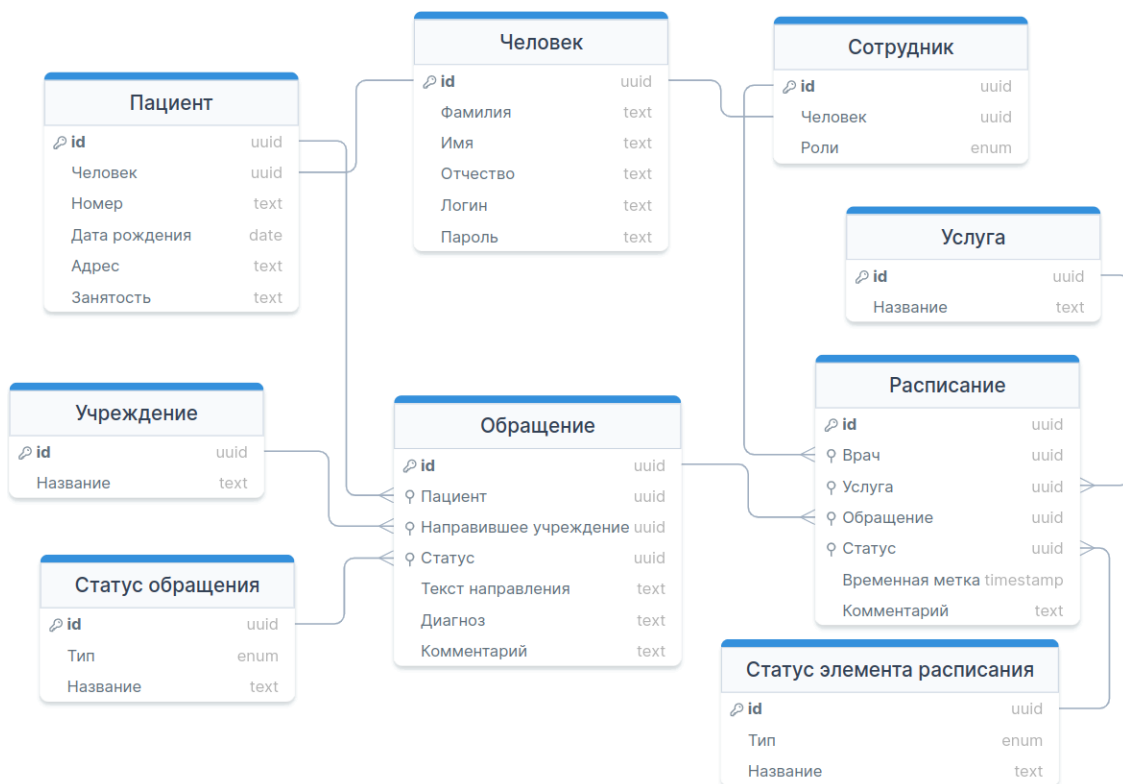 Человек
id uuid
Фамилия text
Имя text
Отчество text
Логин text
Пароль text
Сотрудник
id uuid
Человек uuid
Роли enum
Пациент
id uuid
Человек uuid
Номер text
Дата рождения date
Адрес text
Занятость text
Услуга
id uuid
Название text
Расписание
id uuid
Врач uuid
Услуга uuid
Обращение uuid
Статус uuid
Временная метка timestamp
Комментарий text
Учреждение
id uuid
Название text
Обращение
id uuid
Пациент uuid
Направившее учреждение uuid
Статус uuid
Текст направления text
Диагноз text
Комментарий text
Статус обращения
id uuid
Тип enum
Название text
Статус элемента расписания
id uuid
Тип enum
Название text